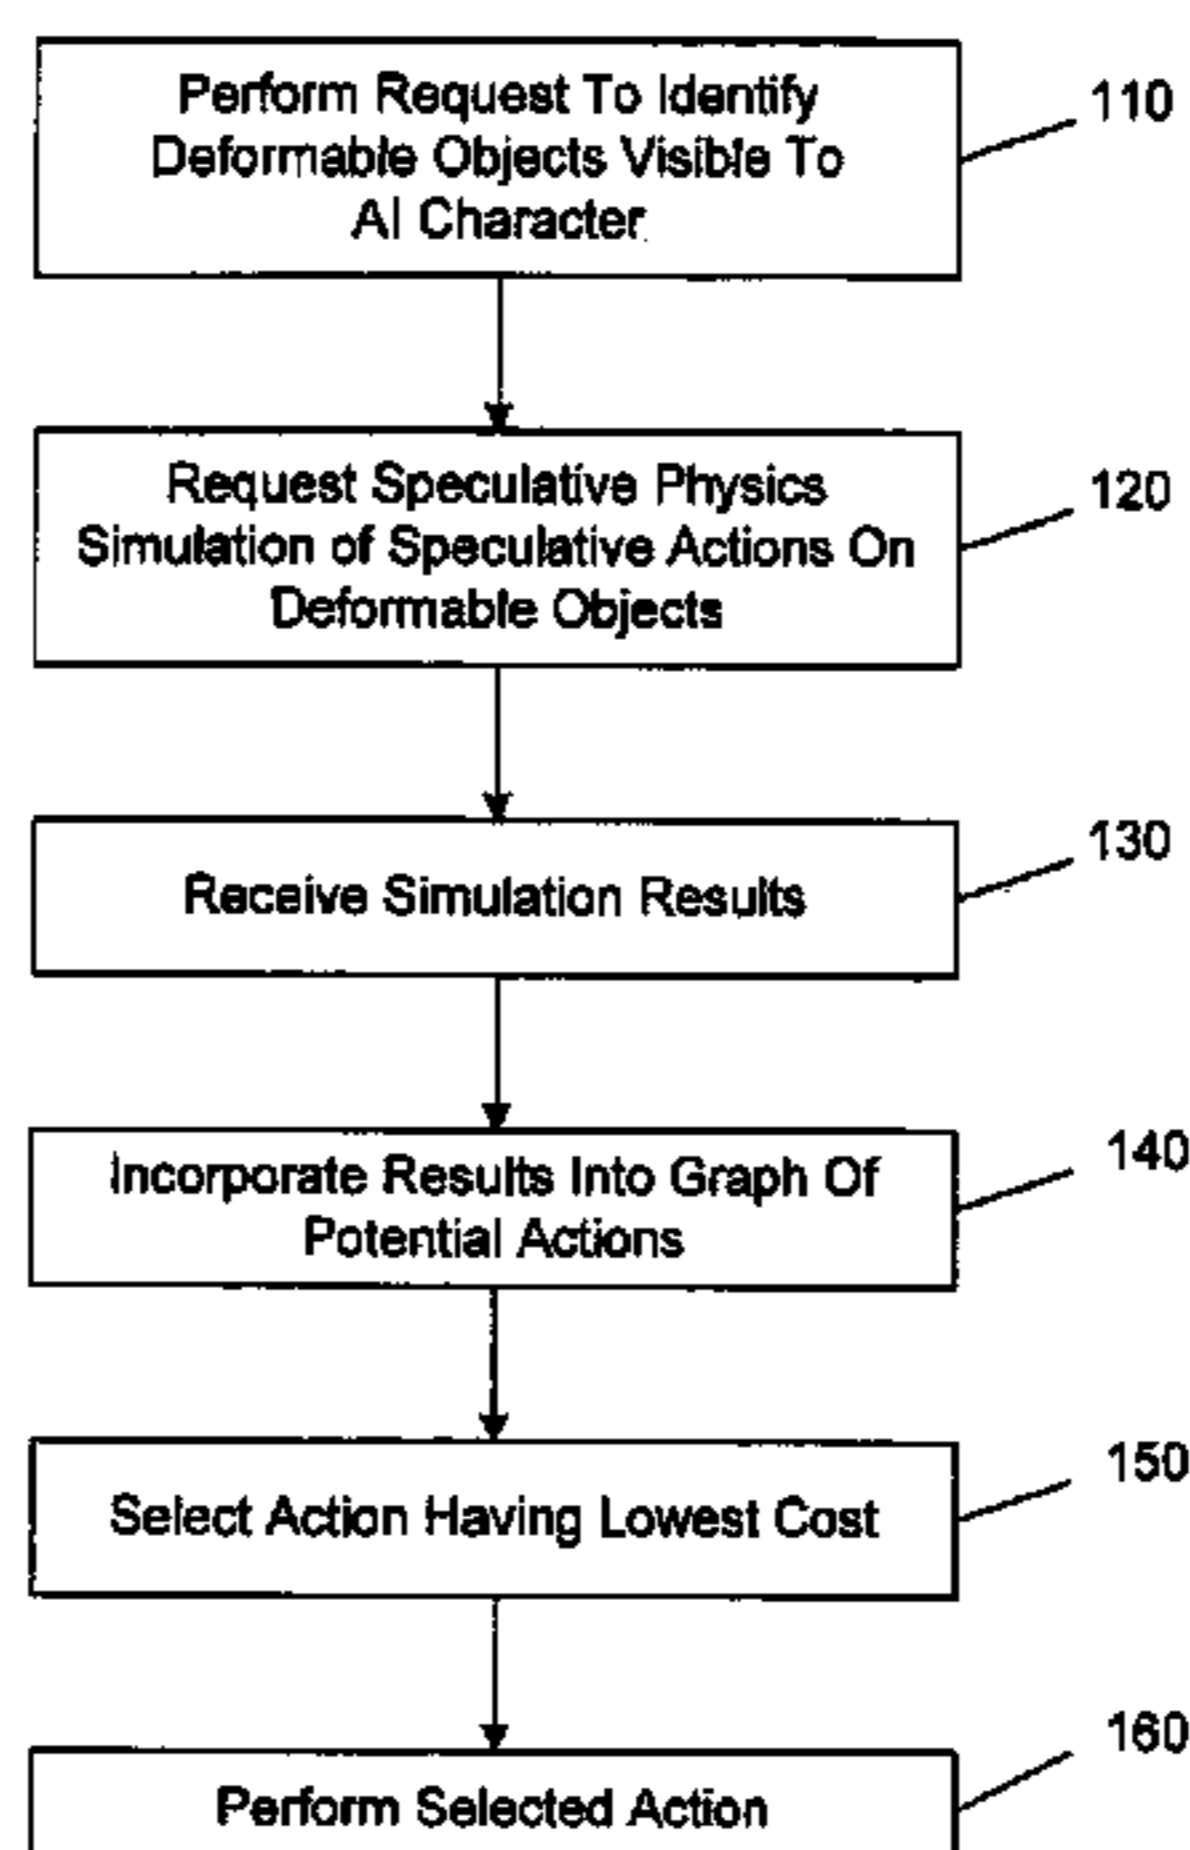 Perform Request To Identify
Deformable Objects Visible To
AI Character
110
Request Speculative Physics
Simulation of Speculative Actions On
Deformable Objects
120
Receive Simulation Results
130
Incorporate Results Into Graph Of
Potential Actions
140
Select Action Having Lowest Cost
150
Perform Selected Action
160